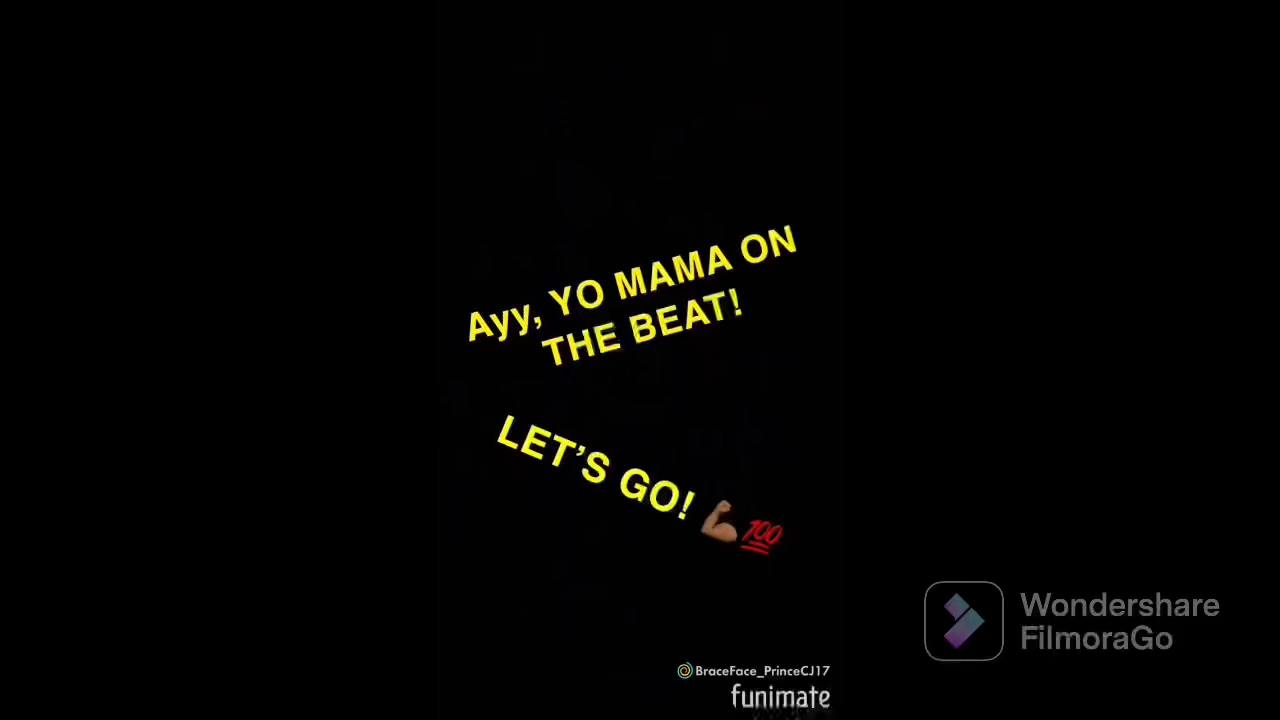 Ayy, YO MAMA ON
THE BEAT!
LET’S GO! 💪🏽💯
Wondershare
FilmoraGo
BraceFace_PrinceCJ17
funimate